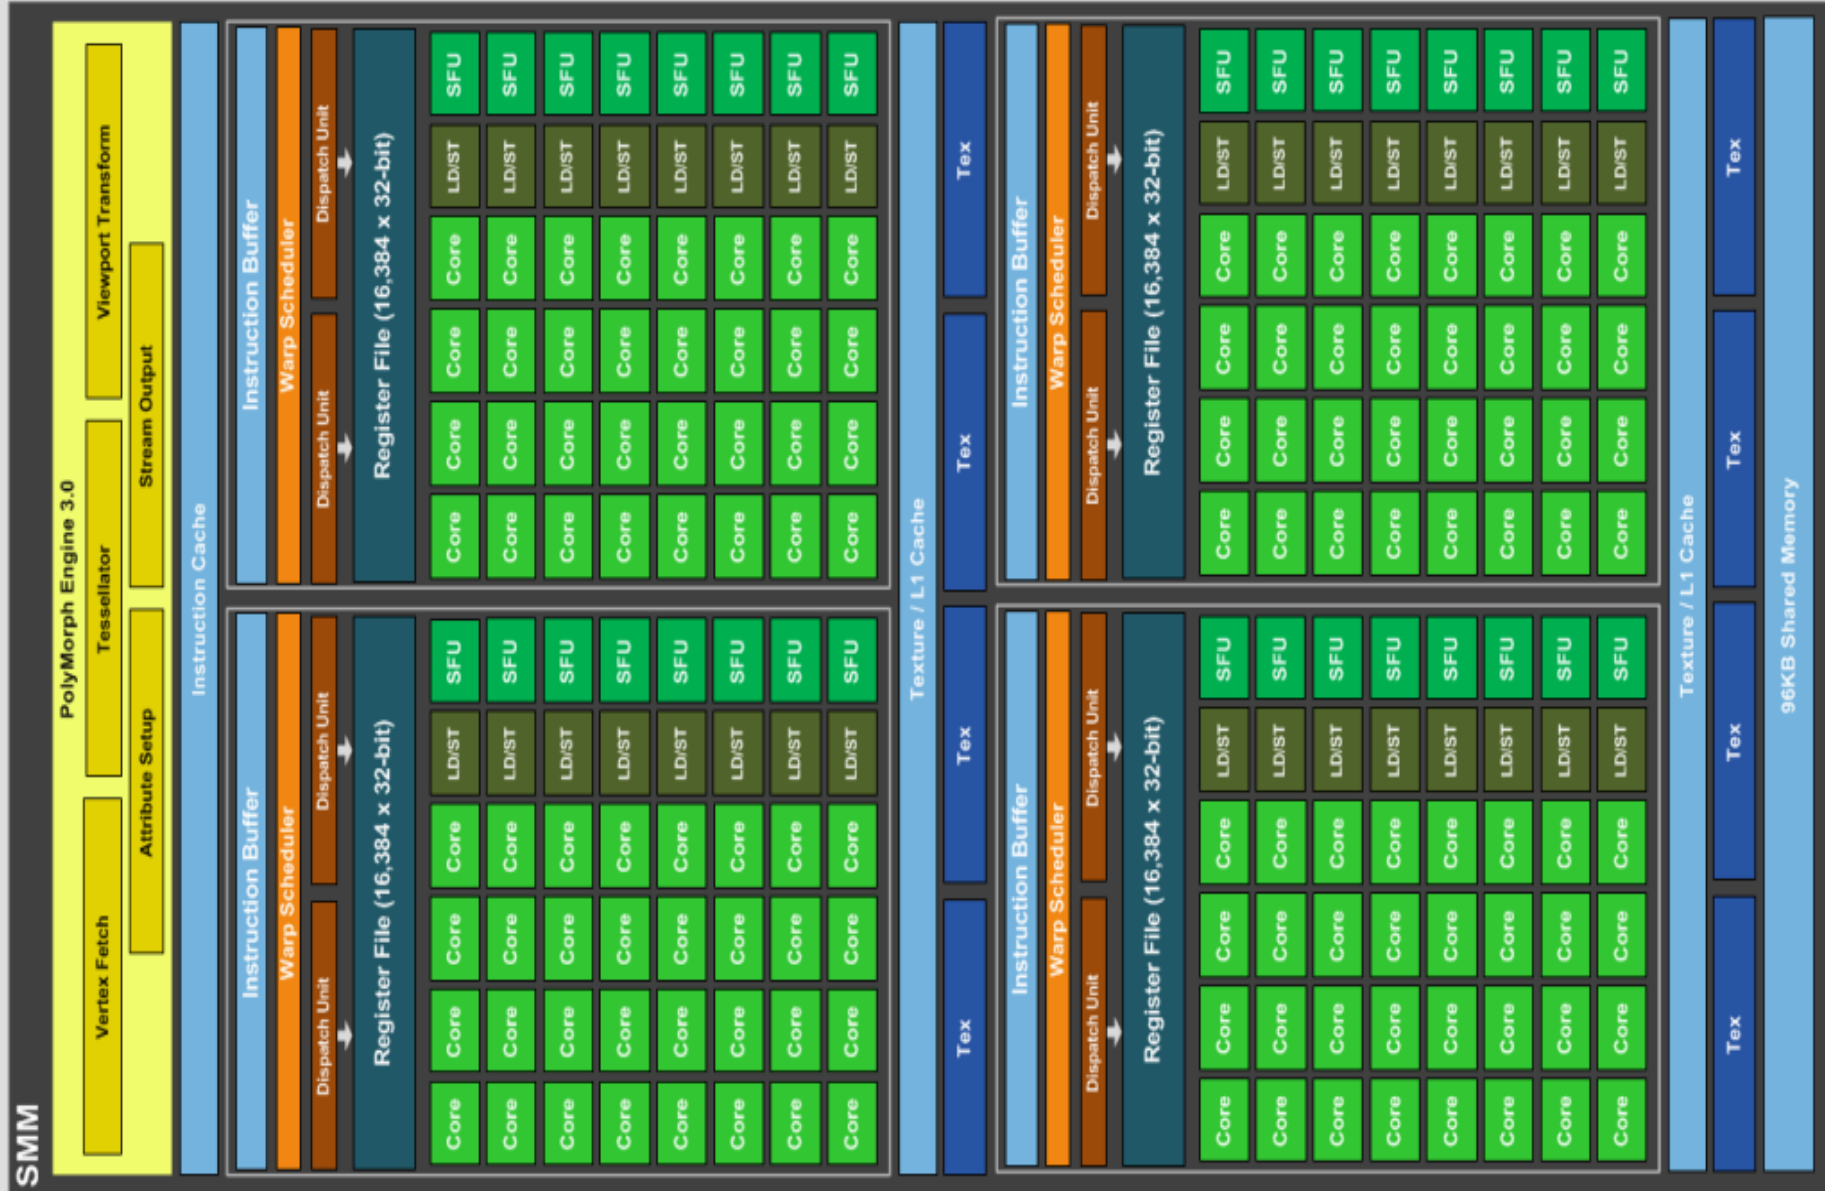 SMM
PolyMorph Engine 3.0
Vertex Fetch Tessellator Viewport Transform
Attribute Setup Stream Output
Instruction Cache
Instruction Buffer Instruction Buffer
Warp Scheduler Warp Scheduler
Dispatch Unit Dispatch Unit Dispatch Unit Dispatch Unit
Register File (16,384 x 32-bit) Register File (16,384 x 32-bit)
Core Core Core Core LD/ST SFU Core Core Core Core LD/ST SFU
Core Core Core Core LD/ST SFU Core Core Core Core LD/ST SFU
Core Core Core Core LD/ST SFU Core Core Core Core LD/ST SFU
Core Core Core Core LD/ST SFU Core Core Core Core LD/ST SFU
Core Core Core Core LD/ST SFU Core Core Core Core LD/ST SFU
Core Core Core Core LD/ST SFU Core Core Core Core LD/ST SFU
Core Core Core Core LD/ST SFU Core Core Core Core LD/ST SFU
Core Core Core Core LD/ST SFU Core Core Core Core LD/ST SFU
Texture / L1 Cache
Tex Tex Tex Tex
Instruction Buffer Instruction Buffer
Warp Scheduler Warp Scheduler
Dispatch Unit Dispatch Unit Dispatch Unit Dispatch Unit
Register File (16,384 x 32-bit) Register File (16,384 x 32-bit)
Core Core Core Core LD/ST SFU Core Core Core Core LD/ST SFU
Core Core Core Core LD/ST SFU Core Core Core Core LD/ST SFU
Core Core Core Core LD/ST SFU Core Core Core Core LD/ST SFU
Core Core Core Core LD/ST SFU Core Core Core Core LD/ST SFU
Core Core Core Core LD/ST SFU Core Core Core Core LD/ST SFU
Core Core Core Core LD/ST SFU Core Core Core Core LD/ST SFU
Core Core Core Core LD/ST SFU Core Core Core Core LD/ST SFU
Core Core Core Core LD/ST SFU Core Core Core Core LD/ST SFU
Texture / L1 Cache
Tex Tex Tex Tex
96KB Shared Memory